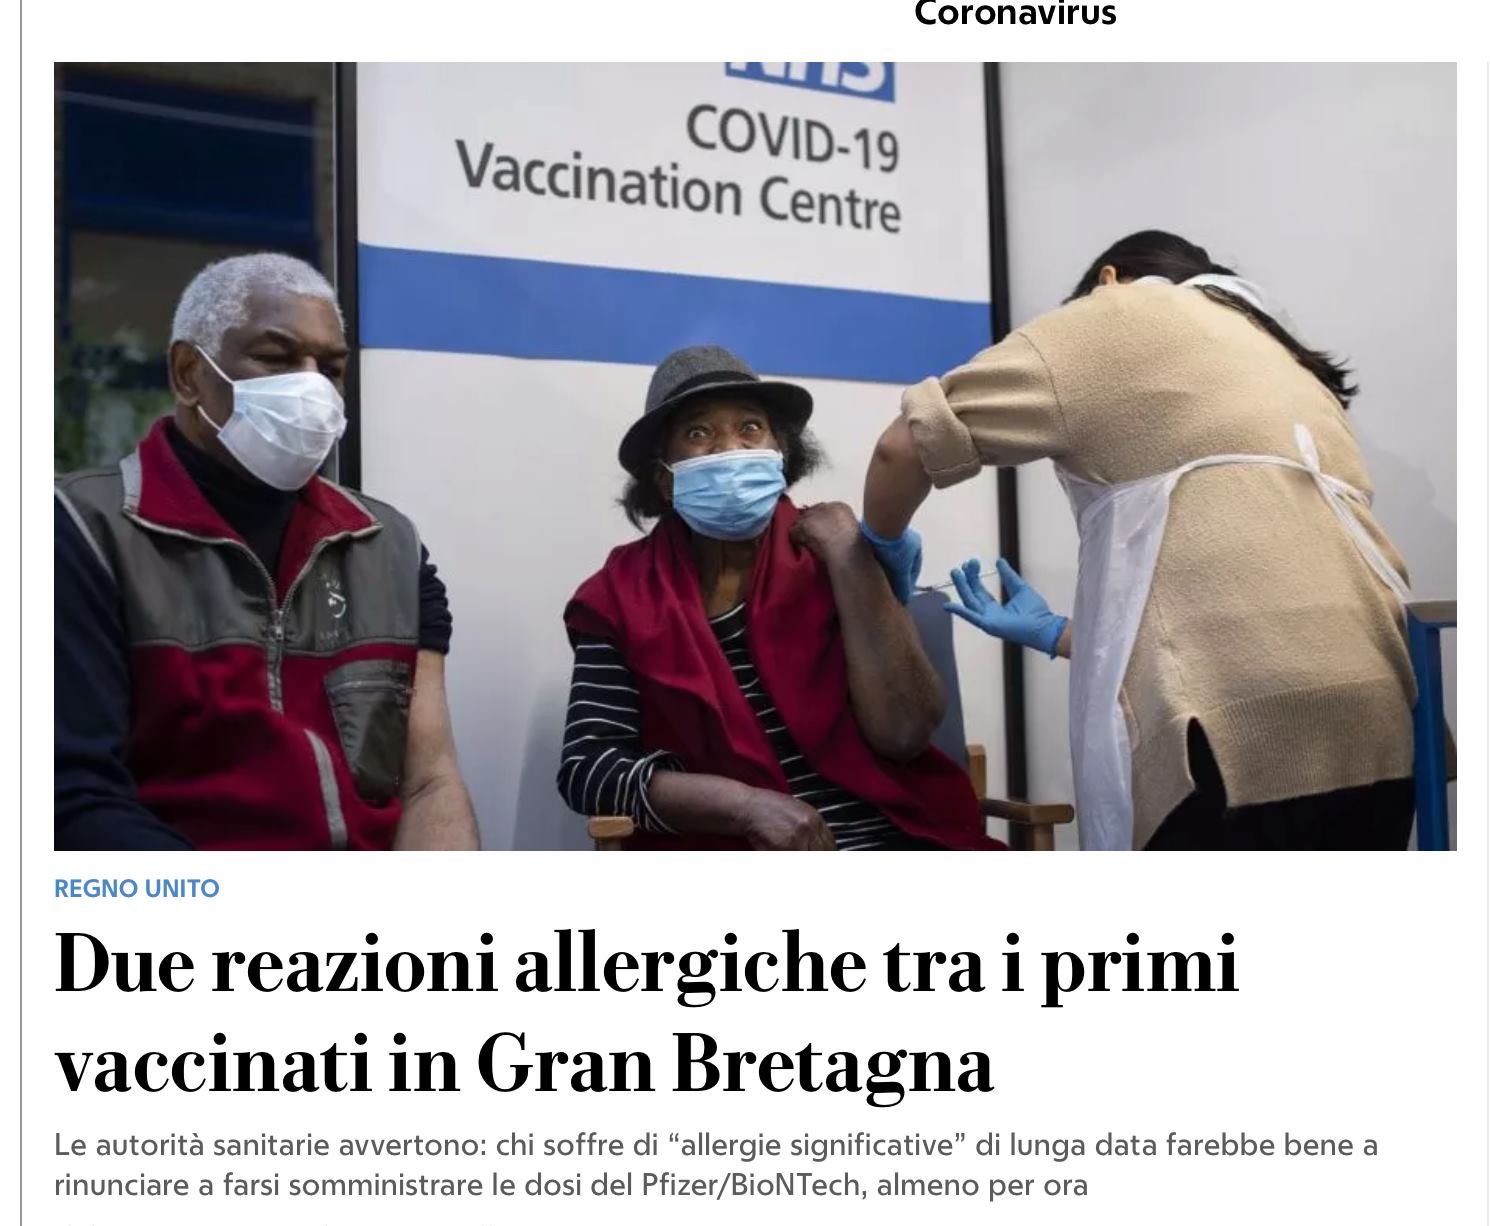 Coronavirus
NHS
COVID-19
Vaccination Centre
REGNO UNITO
Due reazioni allergiche tra i primi
vaccinati in Gran Bretagna
Le autorità sanitarie avvertono: chi soffre di “allergie significative” di lunga data farebbe bene a
rinunciare a farsi somministrare le dosi del Pfizer/BioNTech, almeno per ora